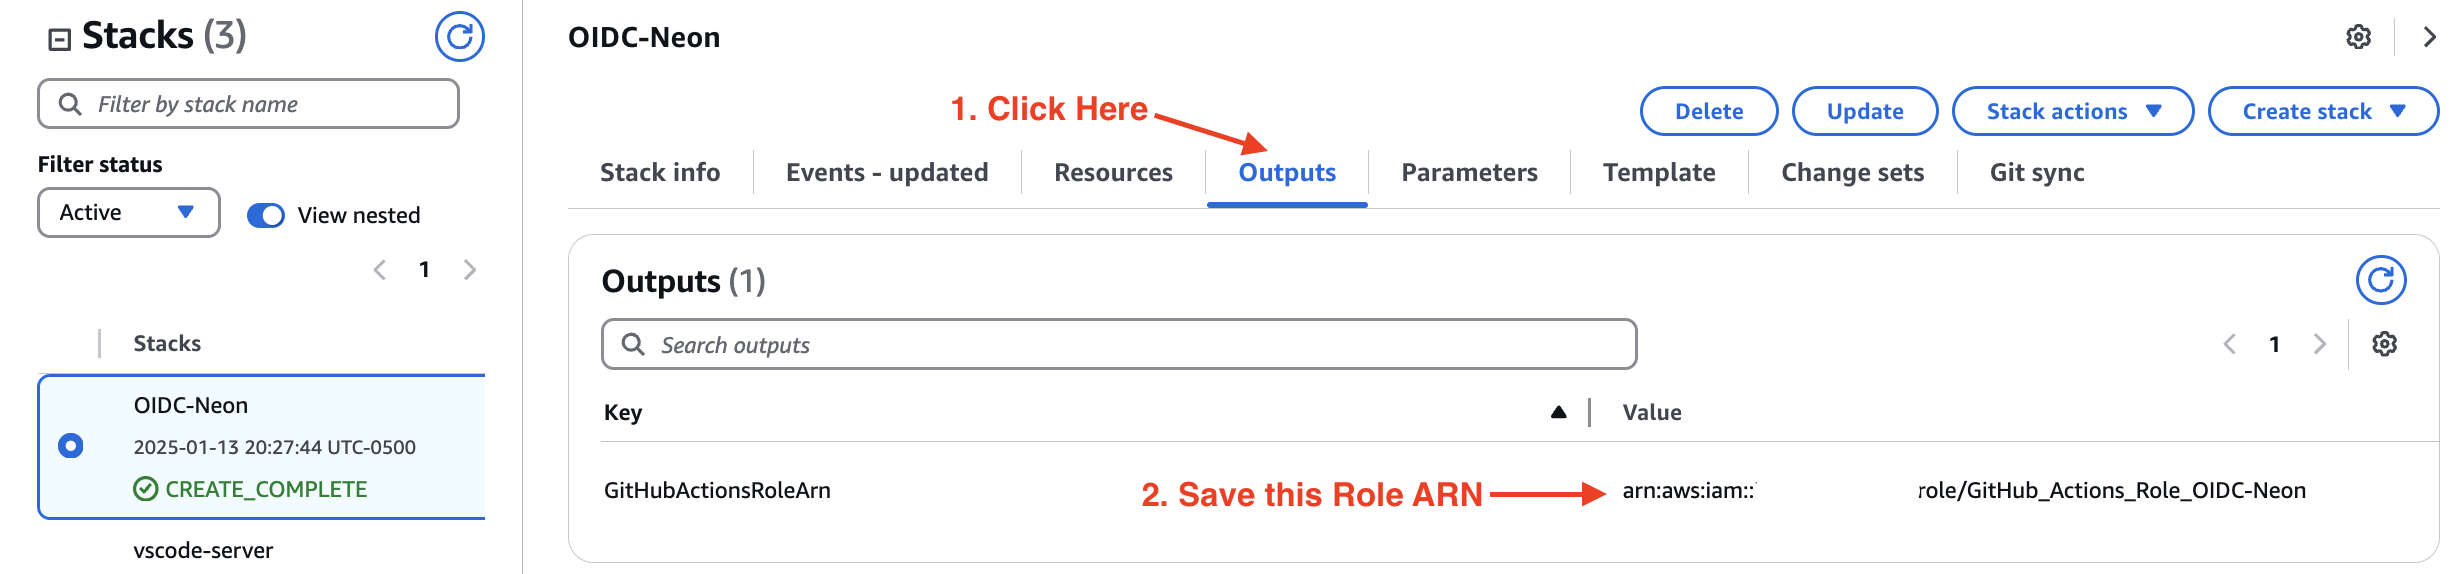 Stacks (3)
Filter by stack name
Filter status
Active
View nested
1
Stacks
OIDC-Neon
2025-01-13 20:27:44 UTC-0500
CREATE_COMPLETE
vscode-server
OIDC-Neon
1. Click Here
Delete Update Stack actions Create stack
Stack info Events - updated Resources Outputs Parameters Template Change sets Git sync
Outputs (1)
Search outputs
1
Key Value
GitHubActionsRoleArn 2. Save this Role ARN arn:aws:iam:: role/GitHub_Actions_Role_OIDC-Neon